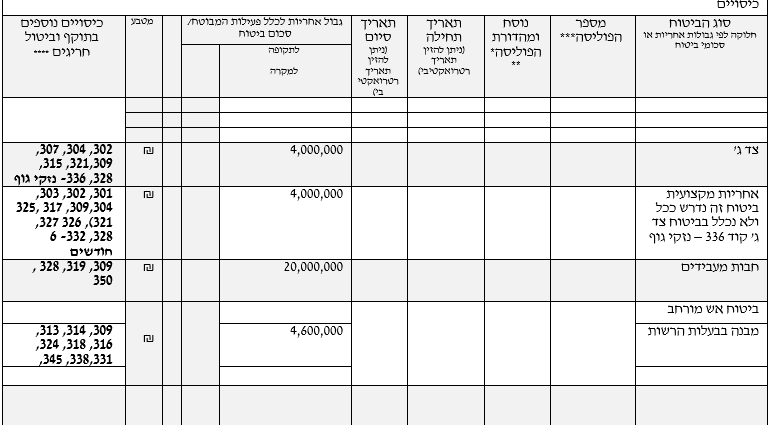 כיסויים
סוג הביטוח
חלוקה לפי גבולות אחריות או
סכומי ביטוח
מספר
הפוליסה***
נוסח
ומהדורת
הפוליסה*
**
תאריך
תחילה
(ניתן להזין
תאריך
רטרואקטיבי)
תאריך
סיום
(ניתן
להזין
תאריך
רטרואקטי
בי)
גבול אחריות לכלל פעילות המבוטח/
סכום ביטוח
לתקופה
למקרה
מטבע
כיסויים נוספים
בתוקף וביטול
חריגים ****
צד ג'
4,000,000
₪
302, 304, 307,
321,309, 315,
328, 336- נזקי גוף
אחריות מקצועית
ביטוח זה נדרש ככל
ולא נכלל בביטוח צד
ג' קוד 336 – נזקי גוף
4,000,000
₪
301, 302, 303,
309,304, 317 ,325
321), 326 327,
328, 332- 6
חודשים
חבות מעבידים
20,000,000
₪
309, 319, 328 ,
350
ביטוח אש מורחב
מבנה בבעלות הרשות
4,600,000
₪
309, 314, 313,
316, 318, 324,
338,331, 345,